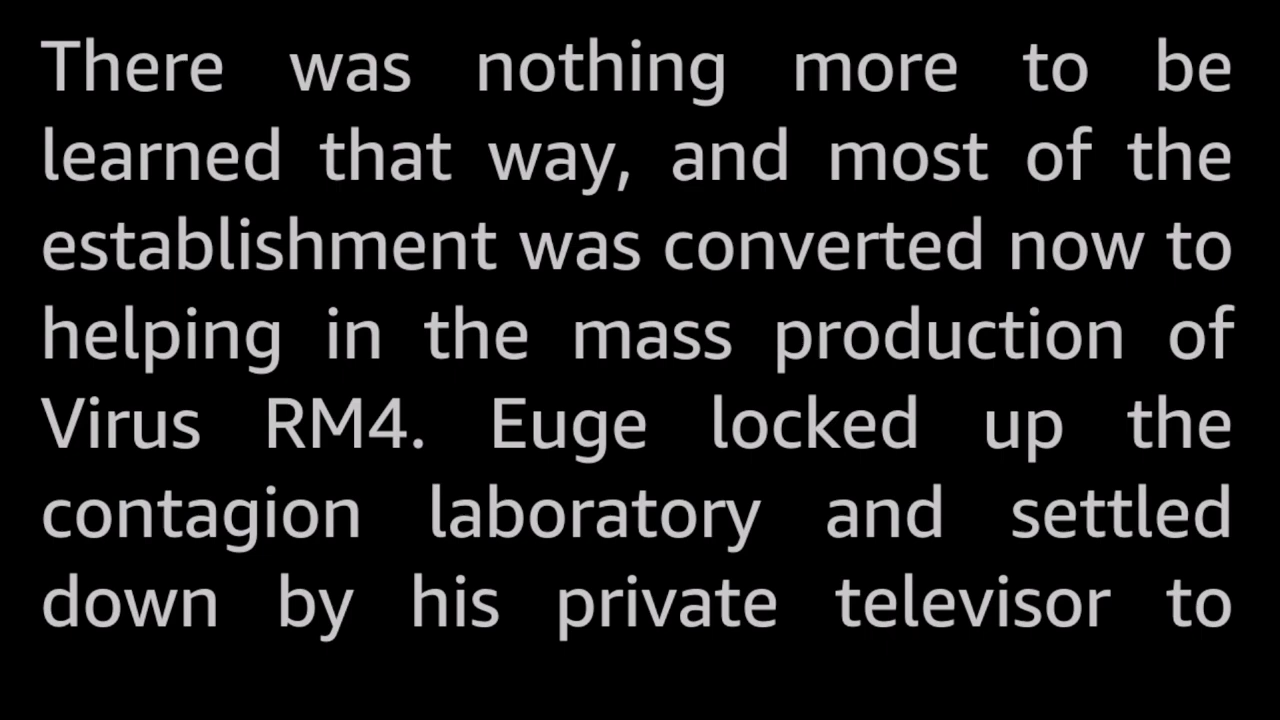 There was nothing more to be
learned that way, and most of the
establishment was converted now to
helping in the mass production of
Virus RM4. Euge locked up the
contagion laboratory and settled
down by his private televisor to